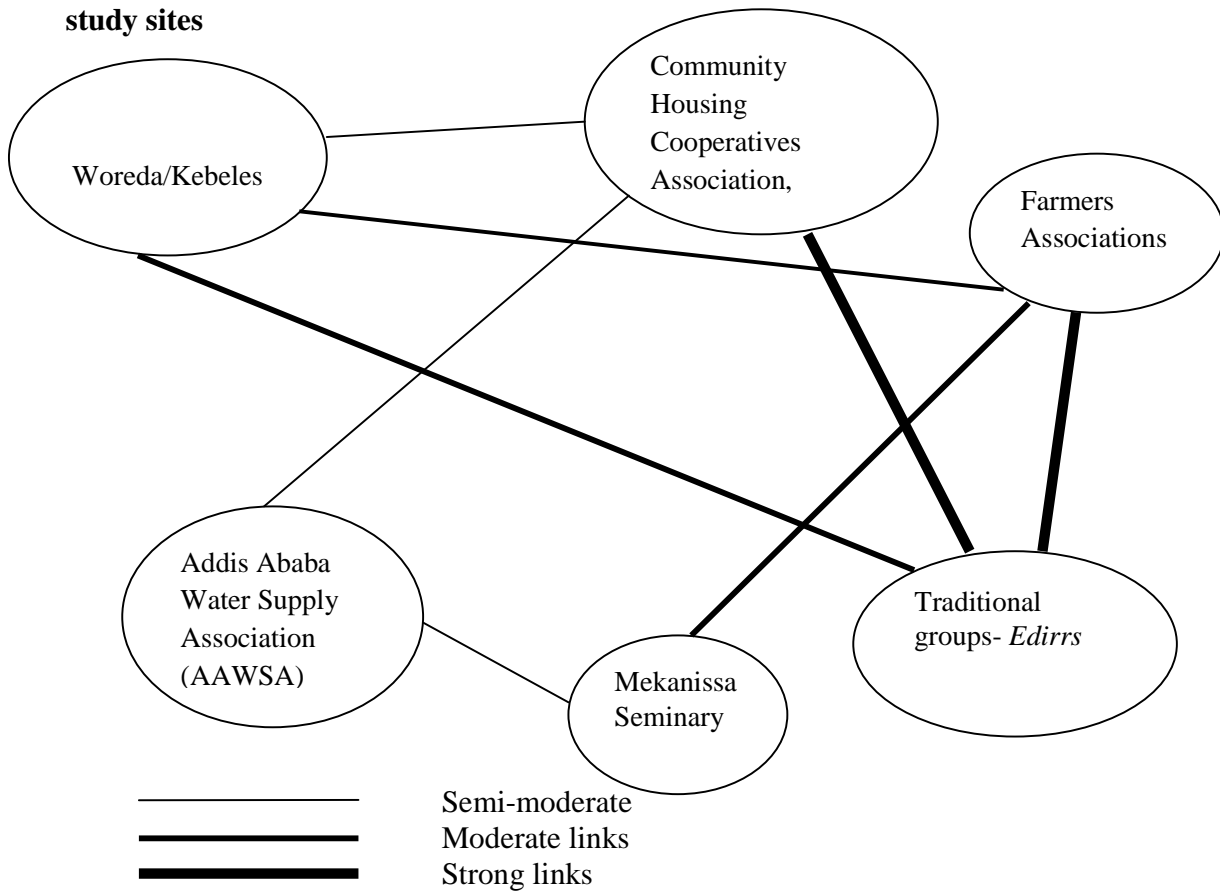 study sites
Community
Housing
Cooperatives
Association,
Woreda/Kebeles
Farmers
Associations
Addis Ababa
Water Supply
Association
(AAWSA)
Traditional
groups- Edirrs
Mekanissa
Seminary
Semi-moderate
Moderate links
Strong links